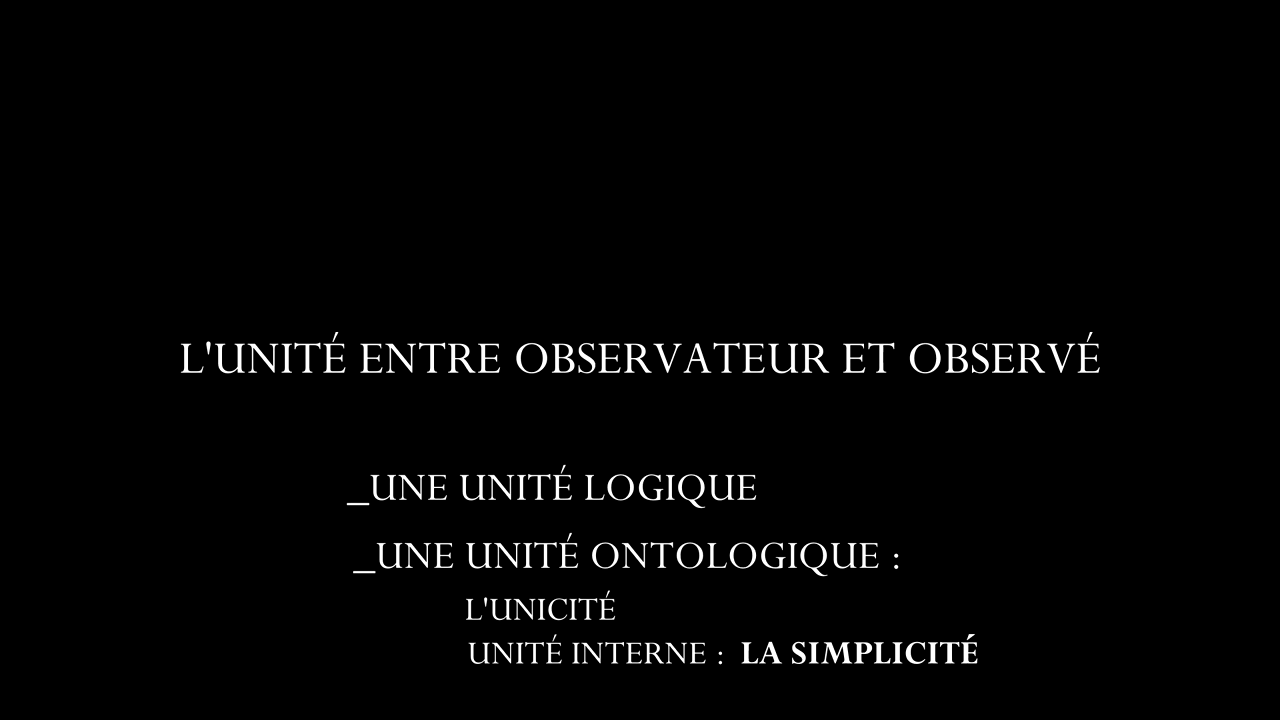 L'UNITÉ ENTRE OBSERVATEUR ET OBSERVÉ
_UNE UNITÉ LOGIQUE
_UNE UNITÉ ONTOLOGIQUE :
L'UNICITÉ
UNITÉ INTERNE : LA SIMPLICITÉ